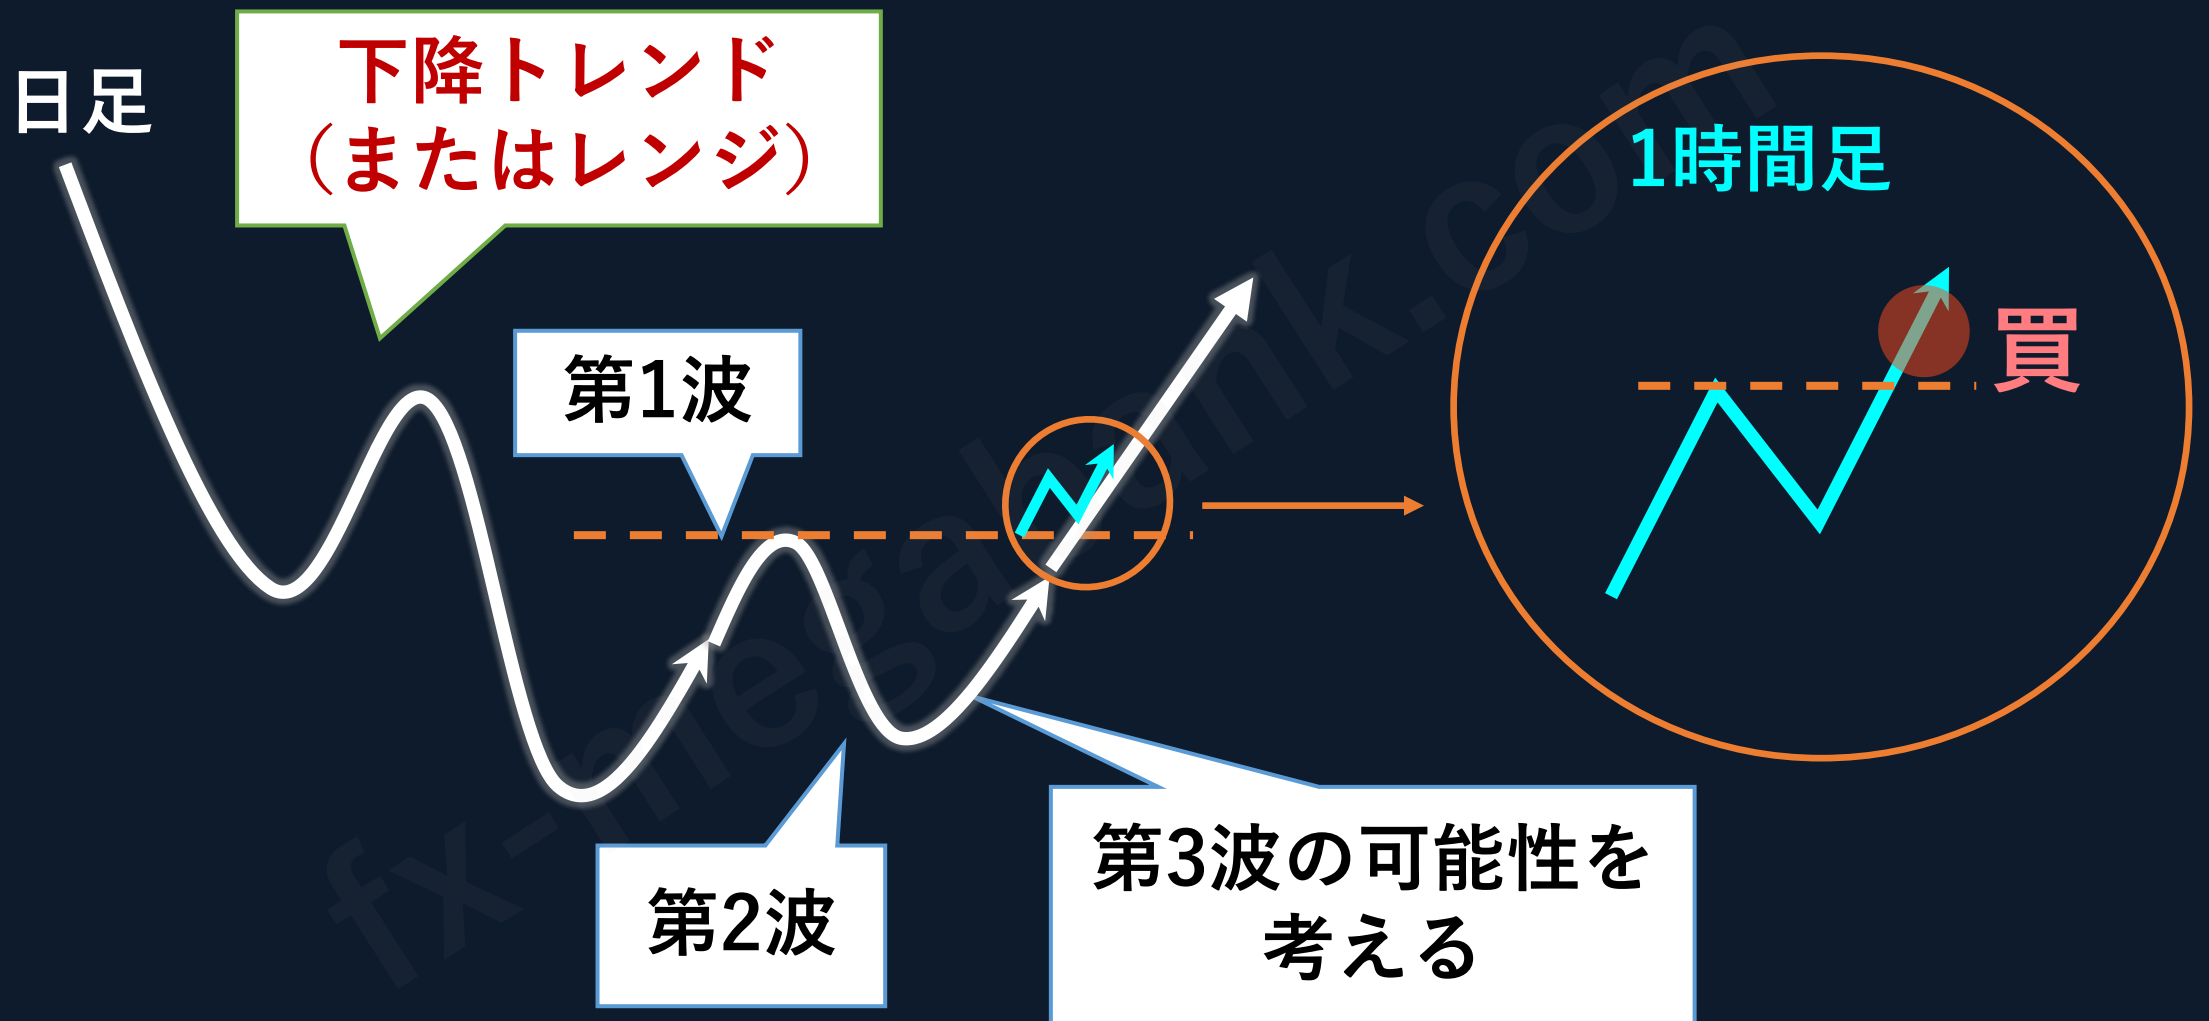 日足
下降トレンド
（またはレンジ）
1時間足
買
第1波
第2波
第3波の可能性を
考える
fx-megabank.com